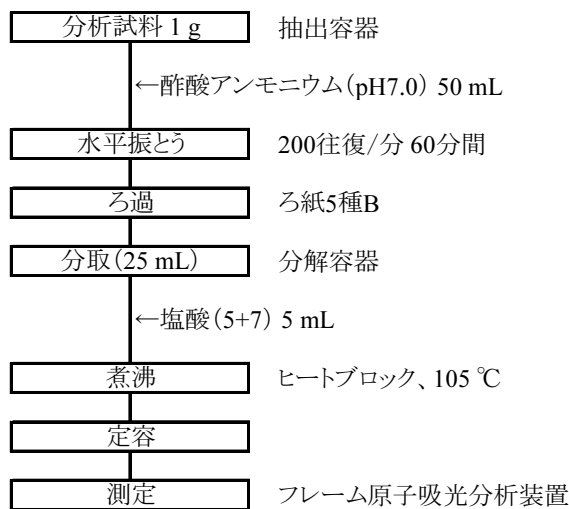 分析試料 1 g 抽出容器
←酢酸アンモニウム(pH7.0) 50 mL
水平振とう 200往復/分 60分間
ろ過 ろ紙5種B
分取(25 mL) 分解容器
←塩酸(5+7) 5 mL
煮沸 ヒートブロック、105 ℃
定容
測定 フレーム原子吸光分析装置